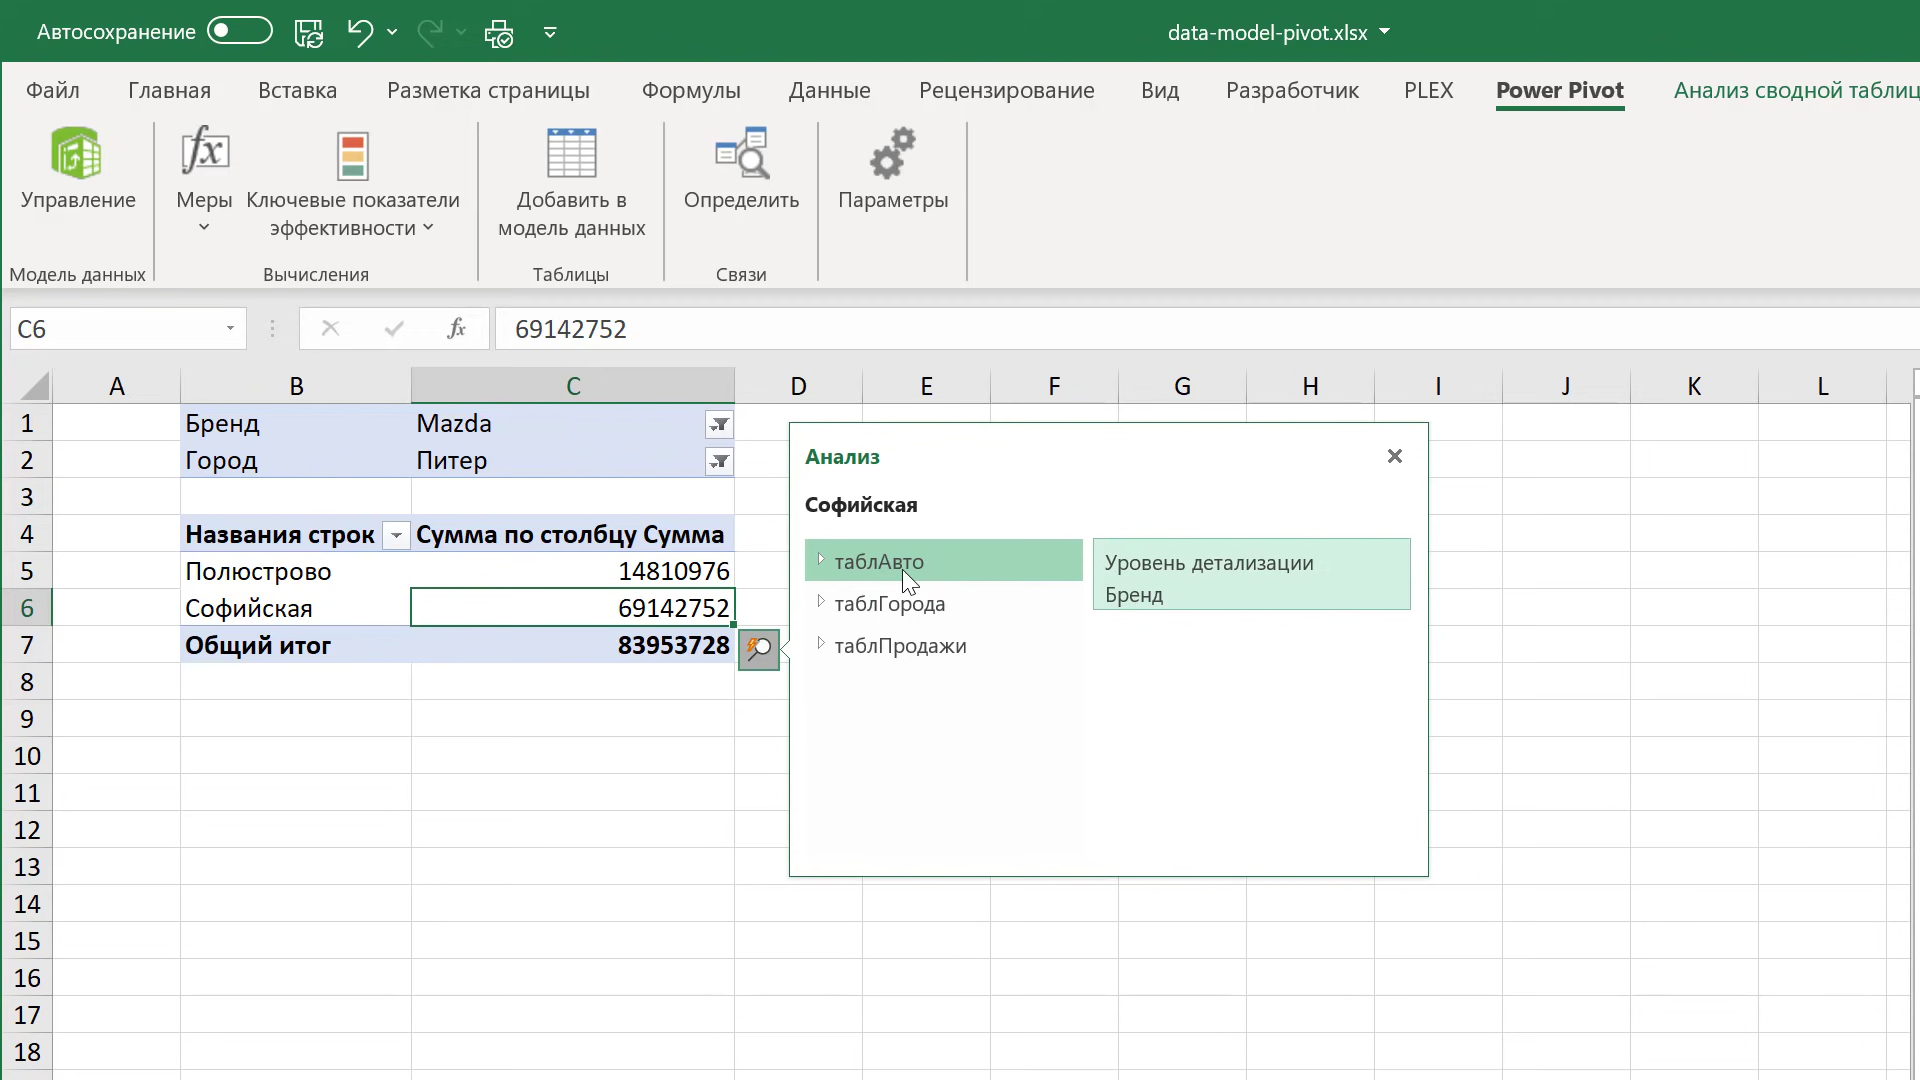 Автосохранение
data-model-pivot.xlsx
Файл Главная Вставка Разметка страницы Формулы Данные Рецензирование Вид Разработчик PLEX Power Pivot Анализ сводной таблиц
Управление
Меры
Ключевые показатели
эффективности
Добавить в
модель данных
Определить
Параметры
Модель данных
Вычисления
Таблицы
Связи
C6
fx
69142752
A B C D E F G H I J K L
1 Бренд Mazda
2 Город Питер
3
4 Названия строк Сумма по столбцу Сумма
5 Полюстрово 14810976
6 Софийская 69142752
7 Общий итог 83953728
8
9
10
11
12
13
14
15
16
17
18
Анализ
Софийская
таблАвто
таблГорода
таблПродажи
Уровень детализации
Бренд